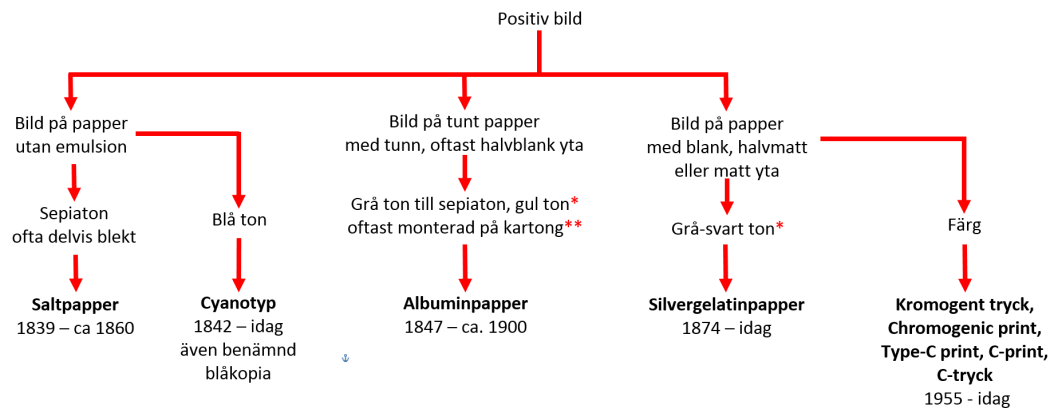 Positiv bild
Bild på papper
utan emulsion
Sepiaton
ofta delvis blekt
Saltpapper
1839 – ca 1860
Blå ton
Cyanotyp
1842 – idag
även benämnd
blåkopia
Bild på tunt papper
med tunn, oftast halvblank yta
Grå ton till sepiaton, gul ton*
oftast monterad på kartong**
Albuminpapper
1847 – ca. 1900
Bild på papper
med blank, halvmatt
eller matt yta
Grå-svart ton*
Silvergelatinpapper
1874 – idag
Färg
Kromogent tryck,
Chromogenic print,
Type-C print, C-print,
C-tryck
1955 - idag